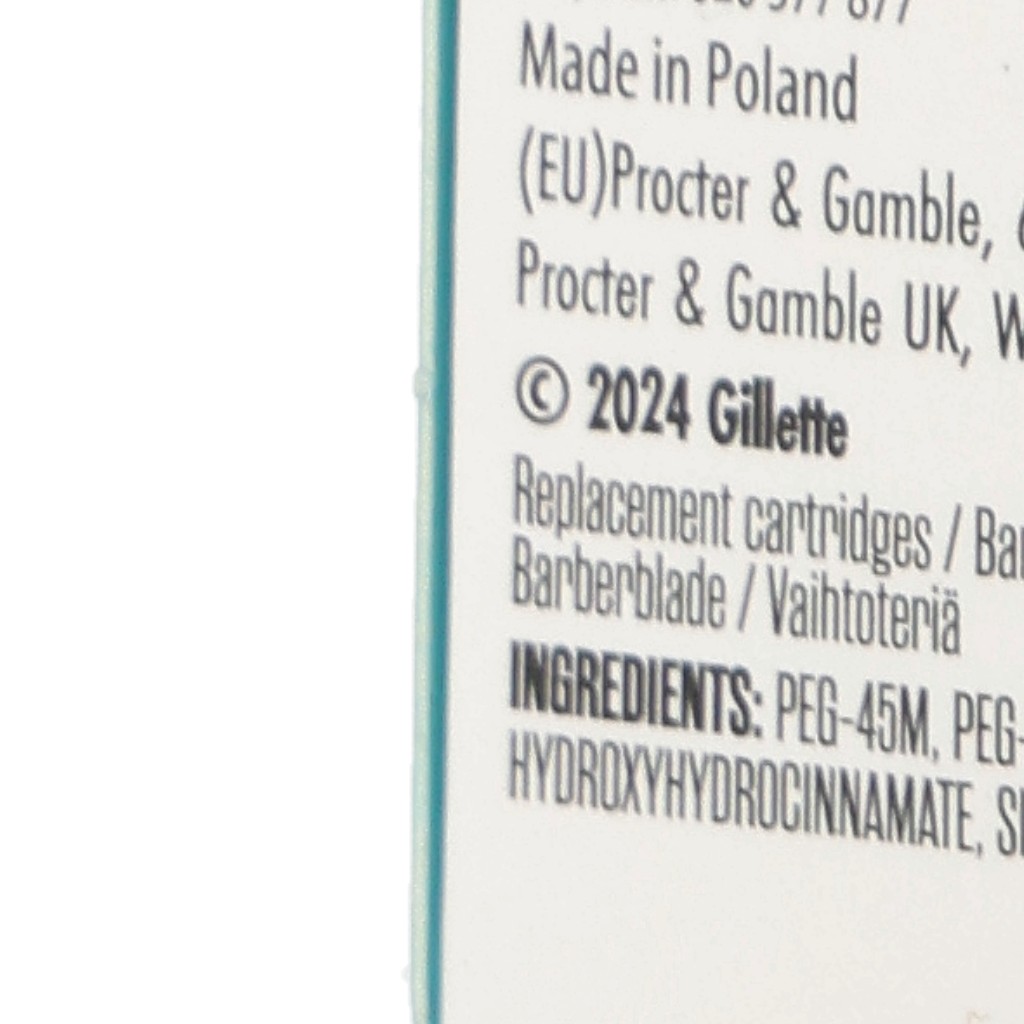 Made in Poland
(EU)Procter & Gamble,
Procter & Gamble UK,
© 2024 Gillette
Replacement cartridges /
Barberblade / Vaihtoteriä
INGREDIENTS: PEG-45M, PEG-
HYDROXYHYDROCINNAMATE,